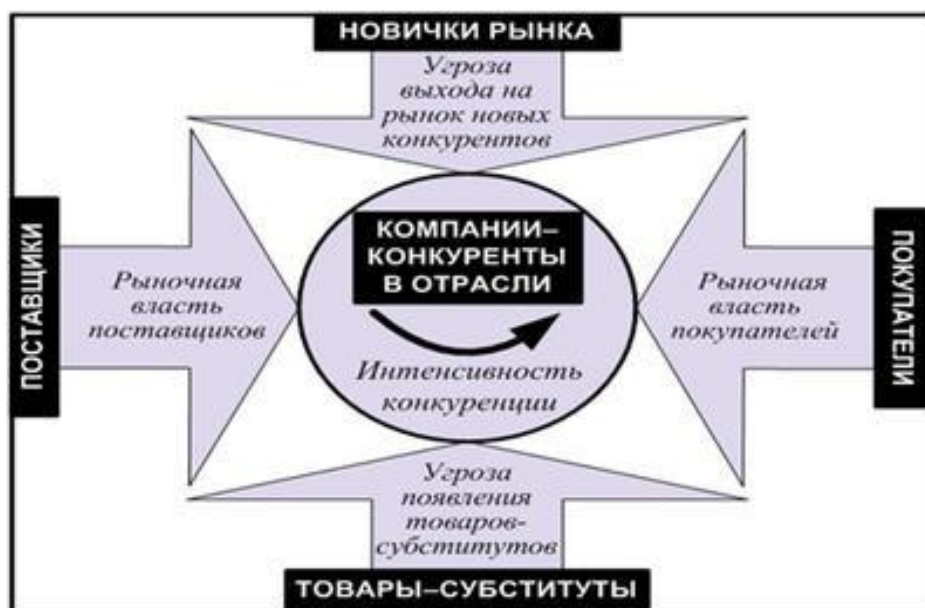 НОВИЧКИ РЫНКА
Угроза
выхода на
рынок новых
конкурентов
ПОСТАВЩИКИ
Рыночная
власть
поставщиков
КОМПАНИИ–
КОНКУРЕНТЫ
В ОТРАСЛИ
Интенсивность
конкуренции
Рыночная
власть
покупателей
ПОКУПАТЕЛИ
Угроза
появления
товаров-
субститутов
ТОВАРЫ–СУБСТИТУТЫ